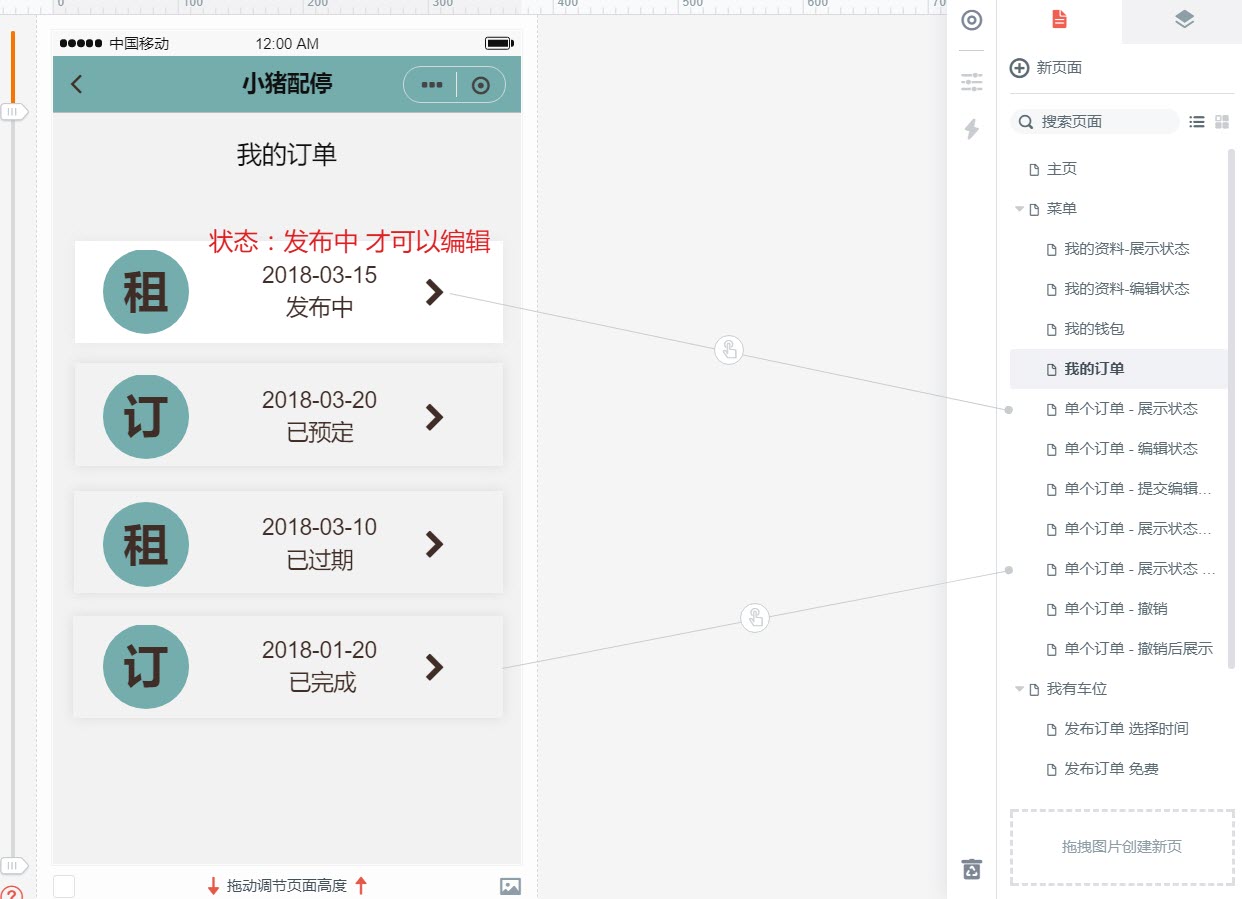 0 100 200 300 400 500 600 70
中国移动 12:00 AM
小猪配停
我的订单
状态：发布中 才可以编辑
租
2018-03-15
发布中
订
2018-03-20
已预定
租
2018-03-10
已过期
订
2018-01-20
已完成
拖动调节页面高度
?
新页面
搜索页面
主页
菜单
我的资料-展示状态
我的资料-编辑状态
我的钱包
我的订单
单个订单 - 展示状态
单个订单 - 编辑状态
单个订单 - 提交编辑...
单个订单 - 展示状态...
单个订单 - 展示状态 ...
单个订单 - 撤销
单个订单 - 撤销后展示
我有车位
发布订单 选择时间
发布订单 免费
拖拽图片创建新页